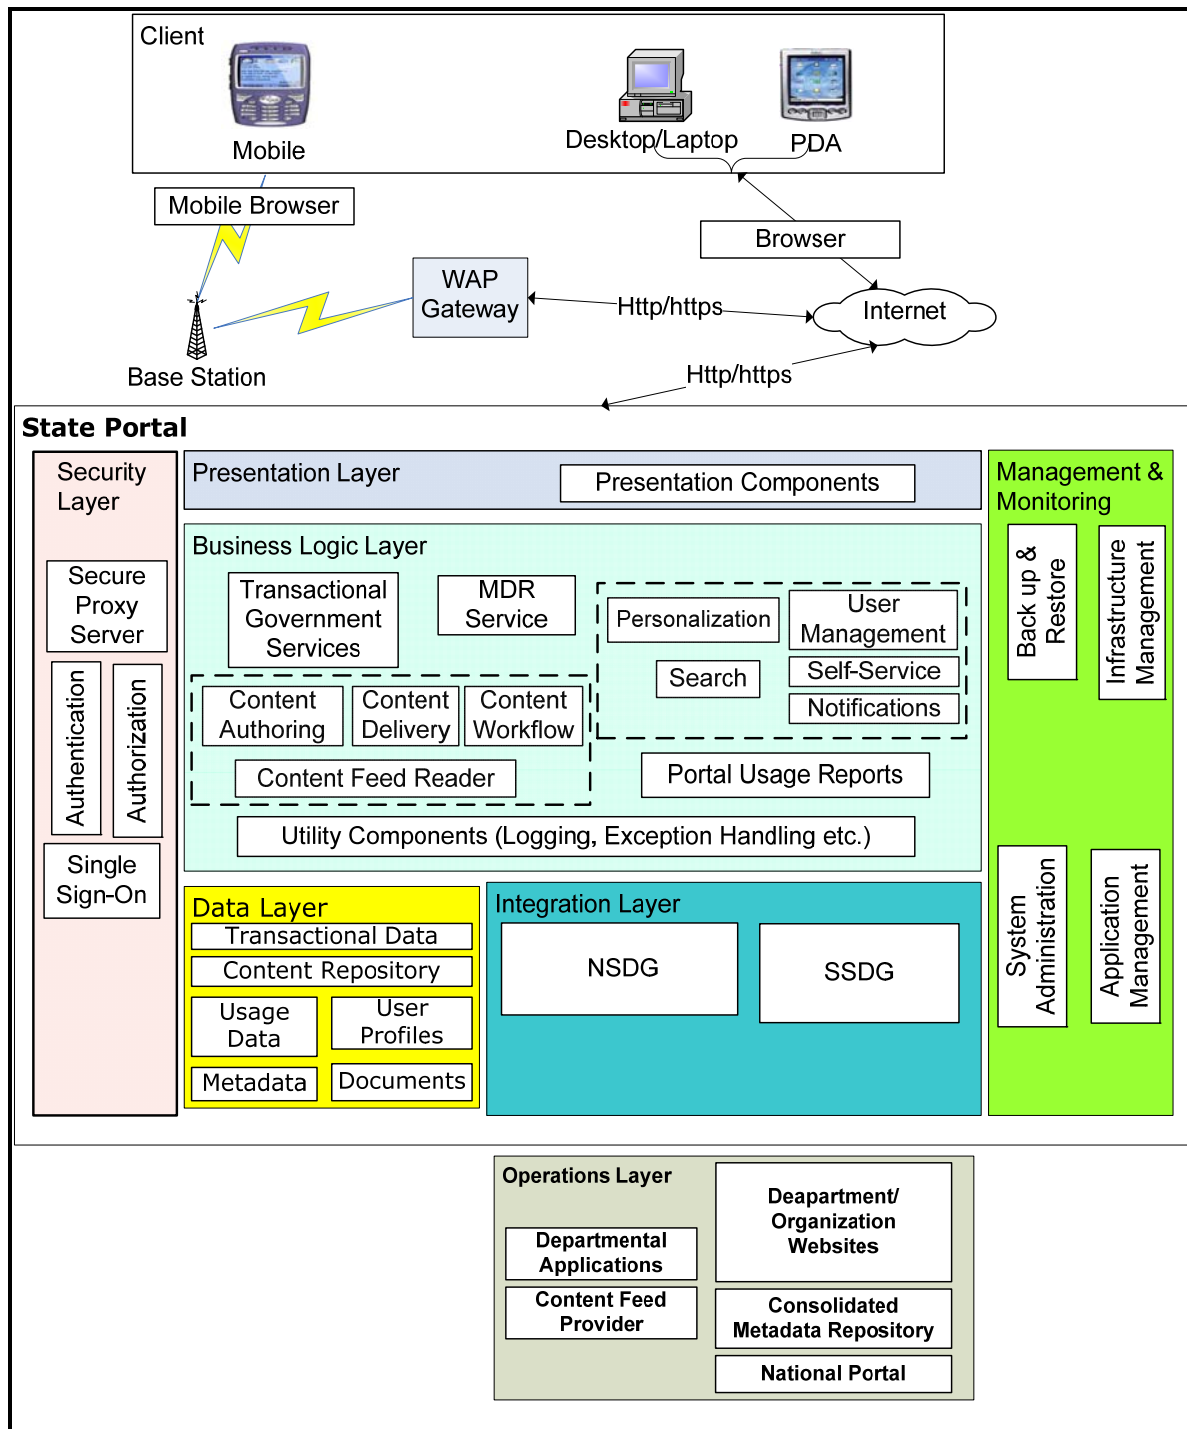 Client
Mobile
Desktop/Laptop
PDA
Mobile Browser
Browser
WAP
Gateway
Http/https
Internet
Base Station
Http/https
State Portal
Security
Layer
Secure
Proxy
Server
Authentication
Authorization
Single
Sign-On
Presentation Layer
Presentation Components
Business Logic Layer
Transactional
Government
Services
MDR
Service
Personalization
User
Management
Search
Self-Service
Notifications
Content
Authoring
Content
Delivery
Content
Workflow
Content Feed Reader
Portal Usage Reports
Utility Components (Logging, Exception Handling etc.)
Data Layer
Transactional Data
Content Repository
Usage
Data
User
Profiles
Metadata
Documents
Integration Layer
NSDG
SSDG
Management &
Monitoring
Back up &
Restore
Infrastructure
Management
System
Administration
Application
Management
Operations Layer
Departmental
Applications
Content Feed
Provider
Deapartment/
Organization
Websites
Consolidated
Metadata Repository
National Portal